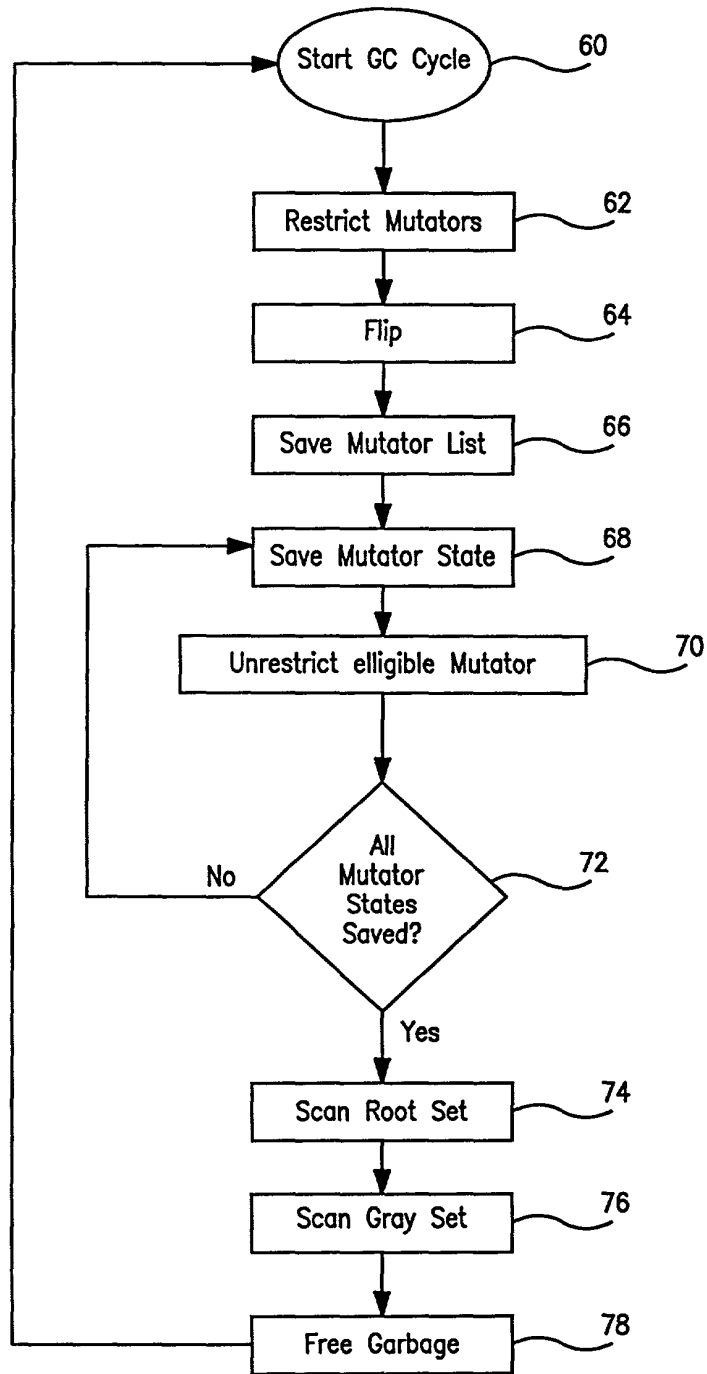 Start GC Cycle
60
Restrict Mutators
62
Flip
64
Save Mutator List
66
Save Mutator State
68
Unrestrict elligible Mutator
70
All
Mutator
States
Saved?
72
No
Yes
Scan Root Set
74
Scan Gray Set
76
Free Garbage
78